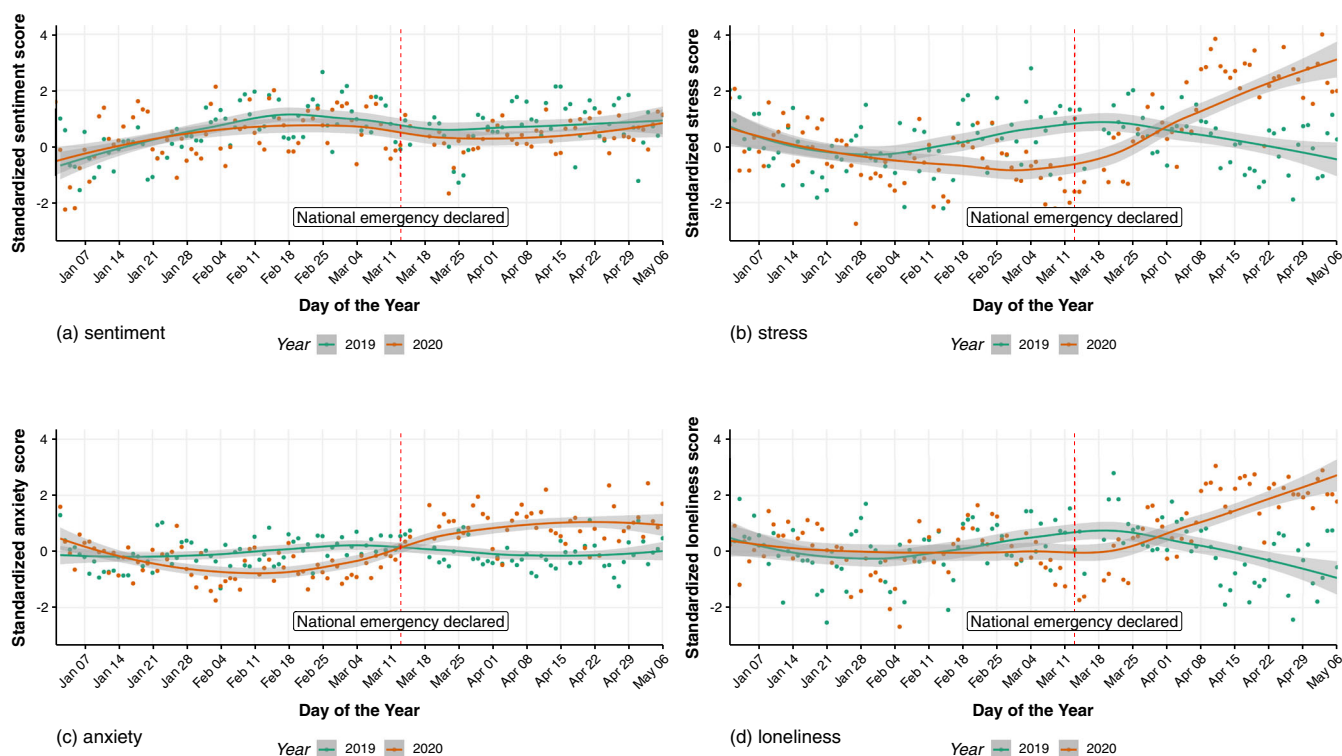 Standardized sentiment score
4
2
0
-2
National emergency declared
Jan 07 Jan 14 Jan 21 Jan 28 Feb 04 Feb 11 Feb 18 Feb 25 Mar 04 Mar 11 Mar 18 Mar 25 Apr 01 Apr 08 Apr 15 Apr 22 Apr 29 May 06
Day of the Year
(a) sentiment
Year 2019 2020
Standardized stress score
4
2
0
-2
National emergency declared
Jan 07 Jan 14 Jan 21 Jan 28 Feb 04 Feb 11 Feb 18 Feb 25 Mar 04 Mar 11 Mar 18 Mar 25 Apr 01 Apr 08 Apr 15 Apr 22 Apr 29 May 06
Day of the Year
(b) stress
Year 2019 2020
Standardized anxiety score
4
2
0
-2
National emergency declared
Jan 07 Jan 14 Jan 21 Jan 28 Feb 04 Feb 11 Feb 18 Feb 25 Mar 04 Mar 11 Mar 18 Mar 25 Apr 01 Apr 08 Apr 15 Apr 22 Apr 29 May 06
Day of the Year
(c) anxiety
Year 2019 2020
Standardized loneliness score
4
2
0
-2
National emergency declared
Jan 07 Jan 14 Jan 21 Jan 28 Feb 04 Feb 11 Feb 18 Feb 25 Mar 04 Mar 11 Mar 18 Mar 25 Apr 01 Apr 08 Apr 15 Apr 22 Apr 29 May 06
Day of the Year
(d) loneliness
Year 2019 2020